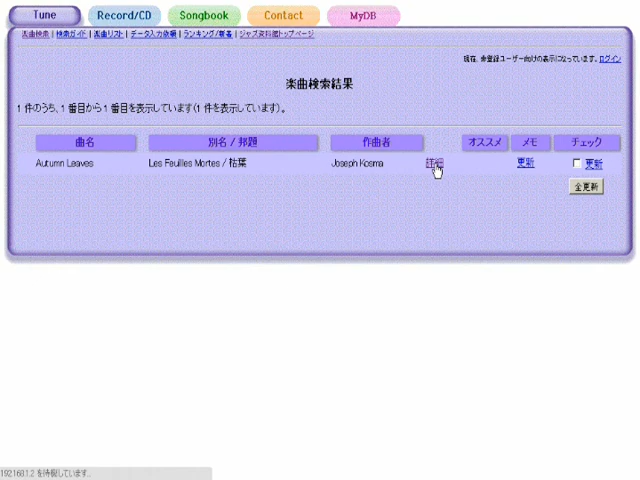 Tune Record/CD Songbook Contact MyDB
楽曲検索 | 検索ガイド | 楽曲リスト | データ入力依頼 | ランキング/新着 | ジャズ資料館トップページ
現在、未登録ユーザー向けの表示になっています。ログイン
楽曲検索結果
1 件のうち、1 番目から 1 番目を表示しています(1 件を表示しています)。
曲名 別名 / 邦題 作曲者 オススメ メモ チェック
Autumn Leaves Les Feuilles Mortes / 枯葉 Joseph Kosma 詳細 更新 更新
全更新
192.168.1.2 を待機しています...